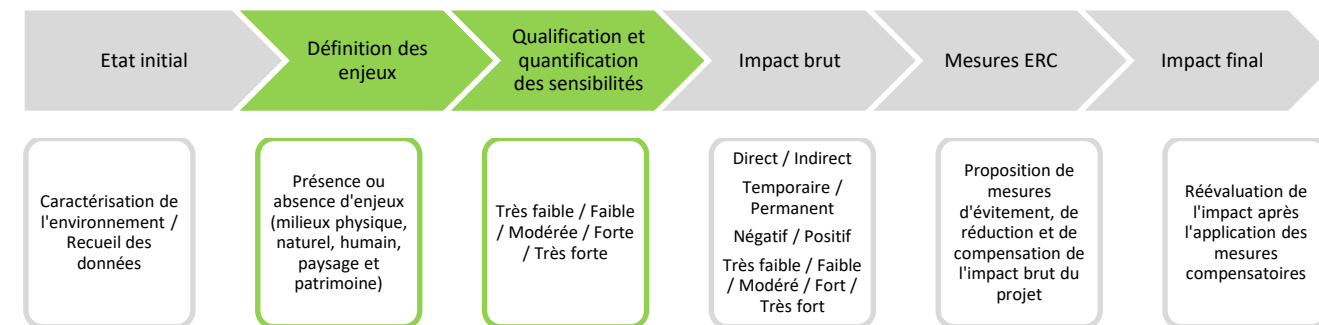 Etat initial
Définition des
enjeux
Qualification et
quantification
des sensibilités
Impact brut
Mesures ERC
Impact final
Caractérisation de
l'environnement /
Recueil des
données
Présence ou
absence d'enjeu
(milieux physique,
naturel, humain,
paysage et
patrimoine)
Très faible / Faible
/ Modérée / Forte
/ Très forte
Direct / Indirect
Temporaire /
Permanent
Négatif / Positif
Très faible / Faible
/ Modéré / Fort /
Très fort
Proposition de
mesures
d'évitement, de
réduction et de
compensation de
l'impact brut du
projet
Réévaluation de
l'impact après
l'application des
mesures
compensatoires